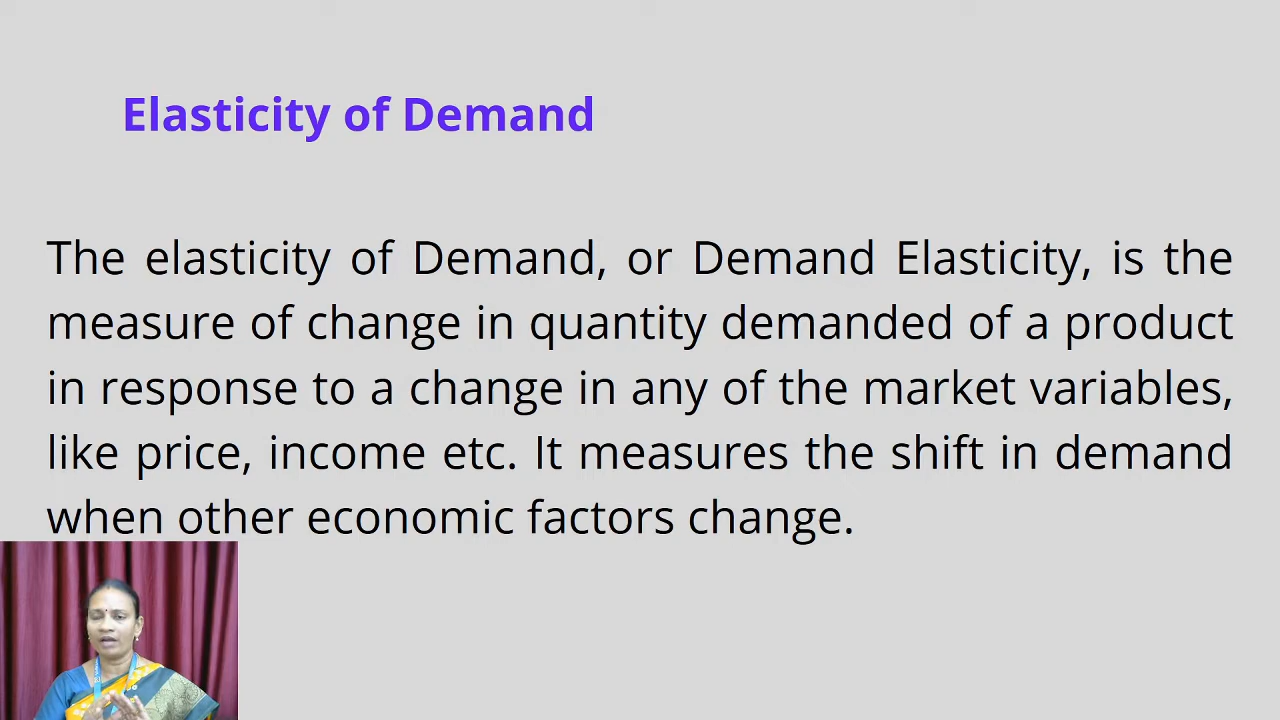 Elasticity of Demand
The elasticity of Demand, or Demand Elasticity, is the
measure of change in quantity demanded of a product
in response to a change in any of the market variables,
like price, income etc. It measures the shift in demand
when other economic factors change.